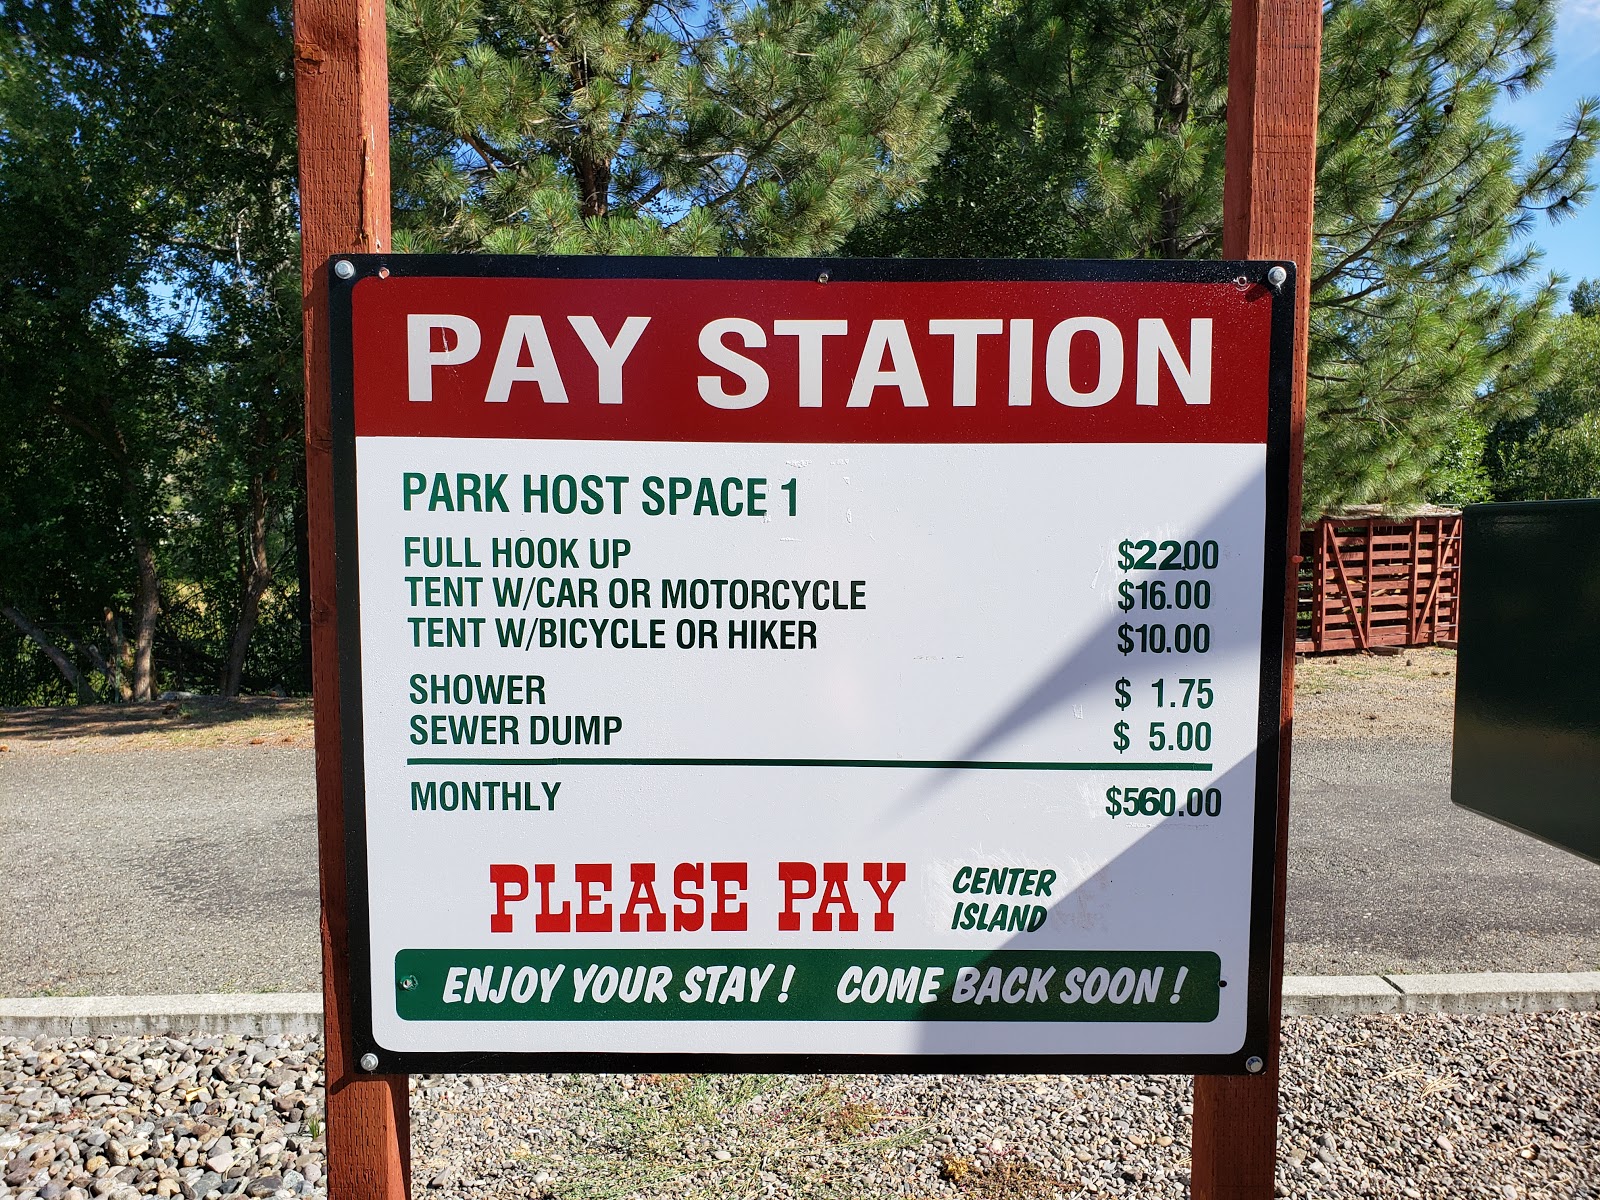 PAY STATION
PARK HOST SPACE 1
FULL HOOK UP $22.00
TENT W/CAR OR MOTORCYCLE $16.00
TENT W/BICYCLE OR HIKER $10.00
SHOWER $ 1.75
SEWER DUMP $ 5.00
MONTHLY $560.00
PLEASE PAY CENTER
ISLAND
ENJOY YOUR STAY! COME BACK SOON!